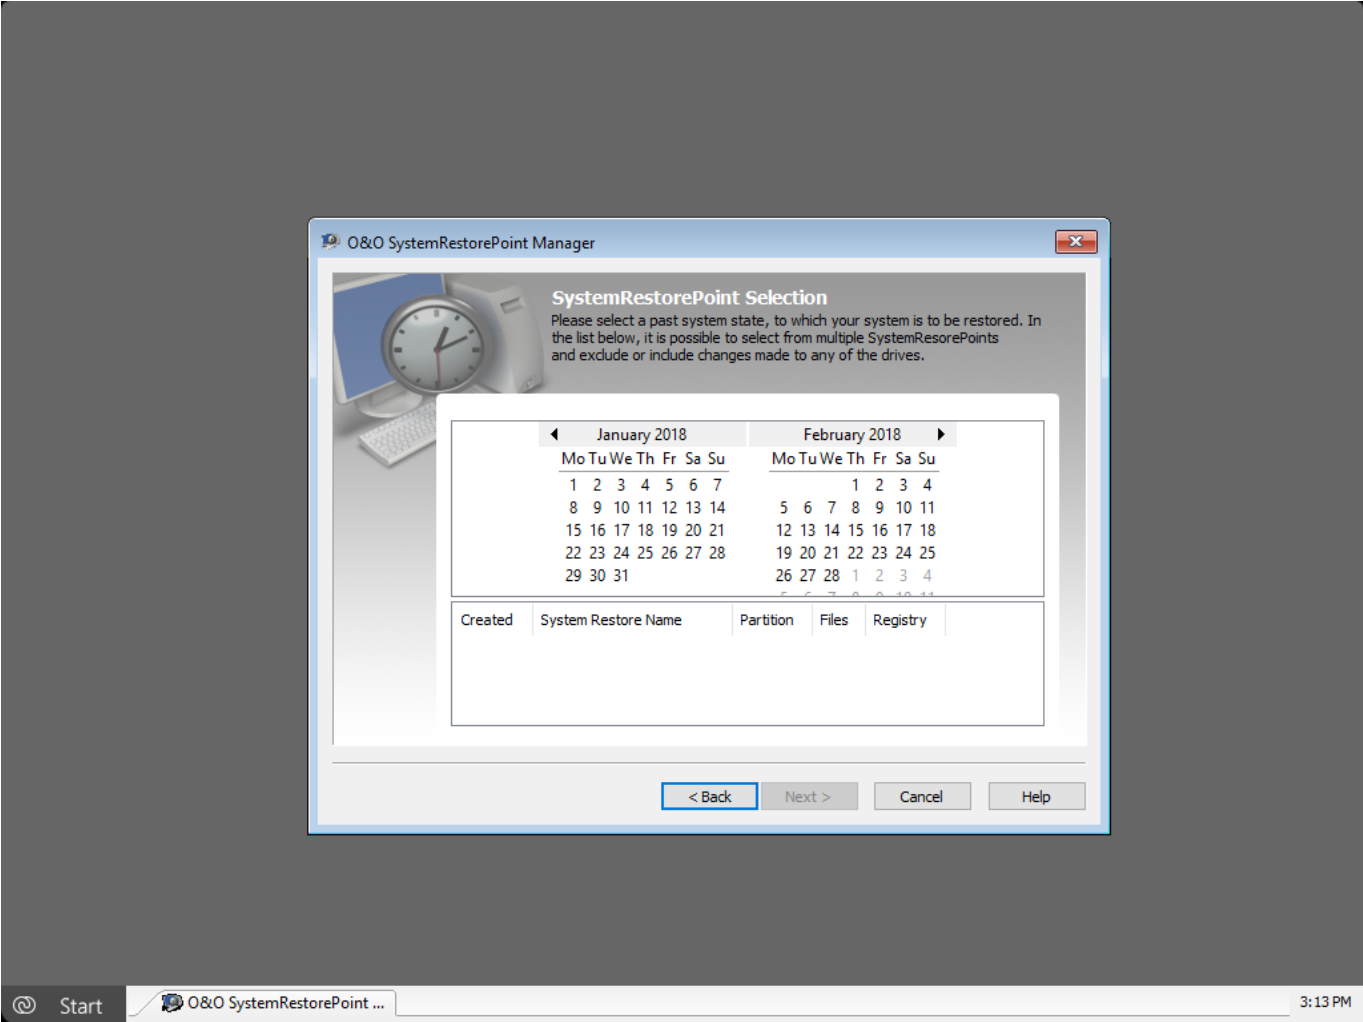 O&O SystemRestorePoint Manager
SystemRestorePoint Selection
Please select a past system state, to which your system is to be restored. In
the list below, it is possible to select from multiple SystemResorePoints
and exclude or include changes made to any of the drives.
January 2018
Mo Tu We Th Fr Sa Su
1 2 3 4 5 6 7
8 9 10 11 12 13 14
15 16 17 18 19 20 21
22 23 24 25 26 27 28
29 30 31
February 2018
Mo Tu We Th Fr Sa Su
1 2 3 4
5 6 7 8 9 10 11
12 13 14 15 16 17 18
19 20 21 22 23 24 25
26 27 28 1 2 3 4
Created System Restore Name Partition Files Registry
< Back Next > Cancel Help
Start O&O SystemRestorePoint ... 3:13 PM